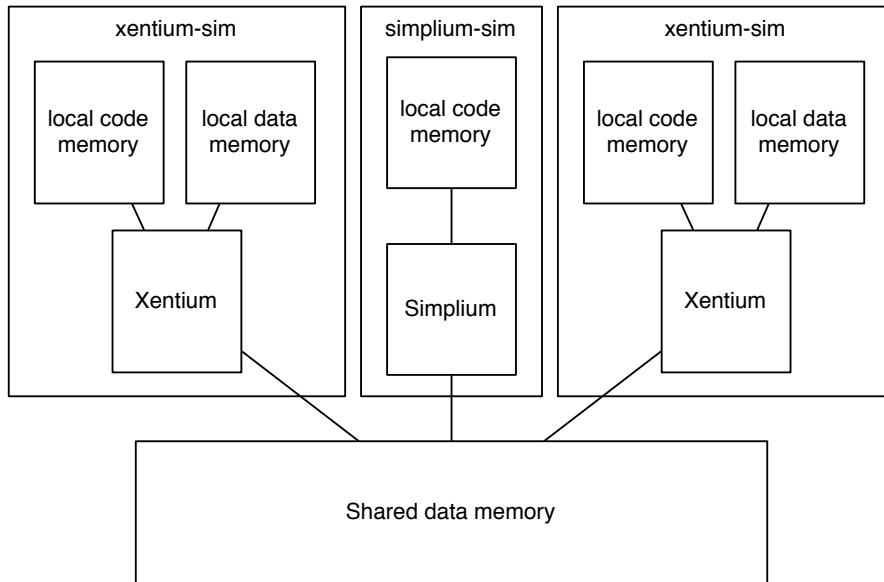 xentium-sim
local code
memory
local data
memory
Xentium
simplium-sim
local code
memory
Simplium
xentium-sim
local code
memory
local data
memory
Xentium
Shared data memory